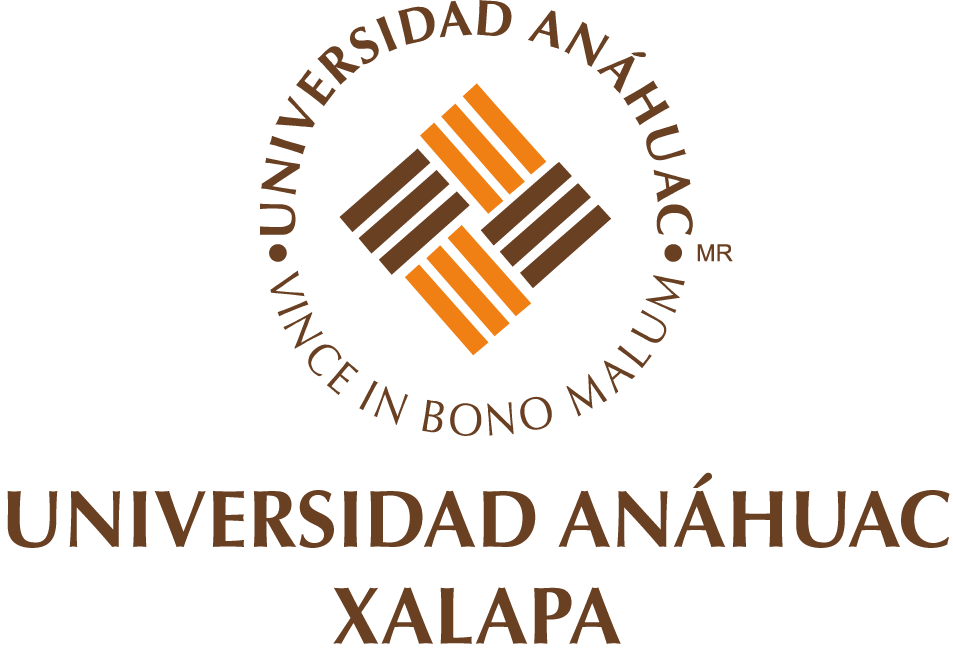 UNIVERSIDAD ANÁHUAC
• VINCE IN BONO MALUM •
MR
UNIVERSIDAD ANÁHUAC
XALAPA